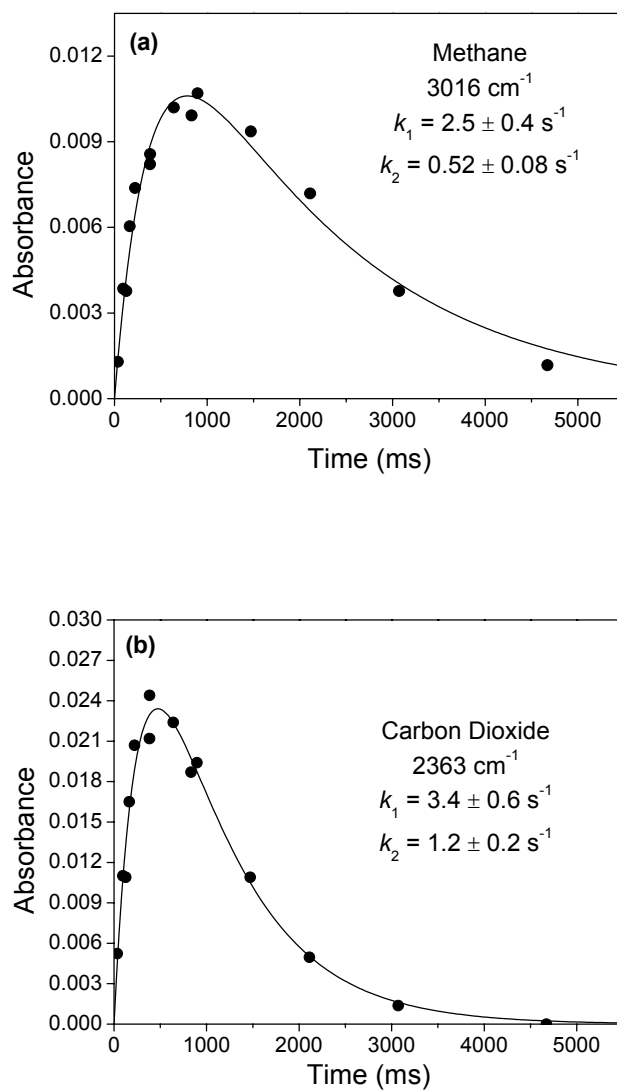 (a)
Methane
3016 cm⁻¹
k₁ = 2.5 ± 0.4 s⁻¹
k₂ = 0.52 ± 0.08 s⁻¹
Absorbance
0.012
0.009
0.006
0.003
0.000
0 1000 2000 3000 4000 5000
Time (ms)
(b)
Carbon Dioxide
2363 cm⁻¹
k₁ = 3.4 ± 0.6 s⁻¹
k₂ = 1.2 ± 0.2 s⁻¹
Absorbance
0.030
0.027
0.024
0.021
0.018
0.015
0.012
0.009
0.006
0.003
0.000
0 1000 2000 3000 4000 5000
Time (ms)